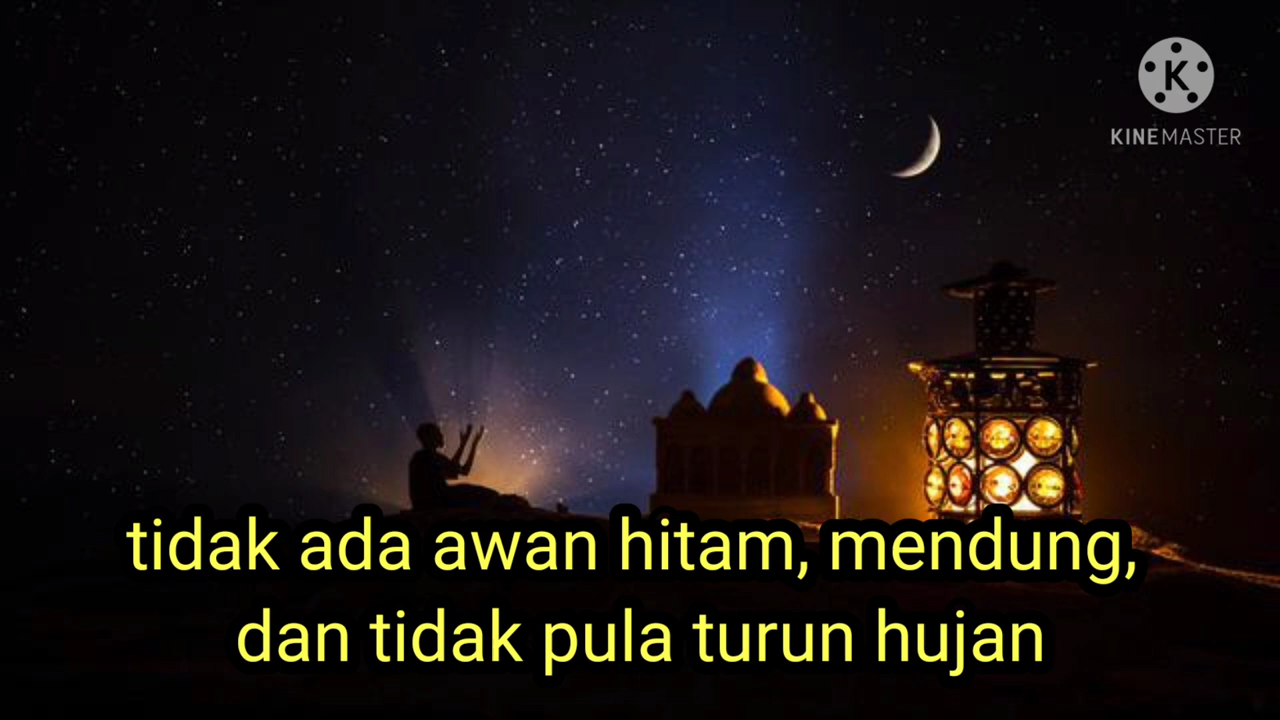 KINEMASTER
tidak ada awan hitam, mendung,
dan tidak pula turun hujan